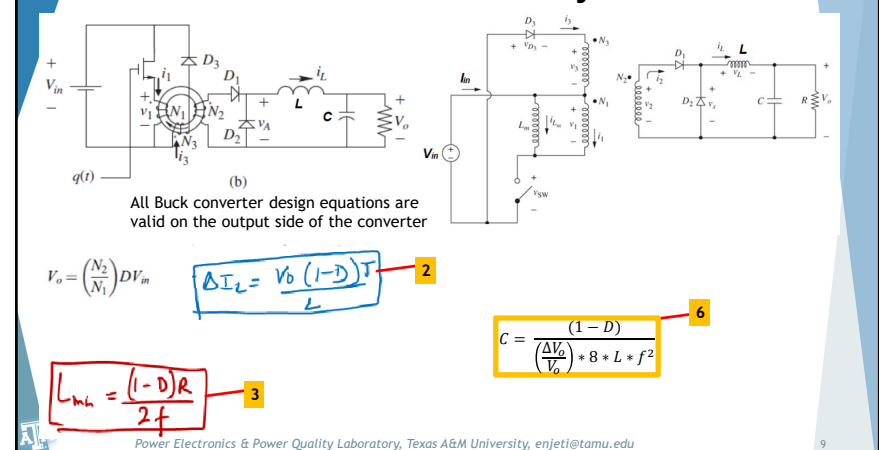 +
V_in
−
D_3
i_1
+
v_1
−
N_1
N_2
N_3
i_3
D_1
D_2
+
v_A
−
i_L
L
C
+
V_o
−
q(t)
(b)
D_3
i_3
+ v_D3 −
N_3
+
v_3
−
I_in
N_1
L_m
i_Lm
+
v_1
−
i_1
V_in
+
−
+
v_SW
−
N_2
i_2
+
v_2
−
D_1
i_L
L
+ v_L −
D_2
+
v_x
−
C
R
+
V_o
−
All Buck converter design equations are
valid on the output side of the converter
V_o = (N_2/N_1) D V_in
ΔI_L = V_o (1-D)T / L
2
C = (1 − D) / ((ΔV_o/V_o) * 8 * L * f²)
6
L_min = (1-D)R / 2f
3
Power Electronics & Power Quality Laboratory, Texas A&M University, enjeti@tamu.edu
9